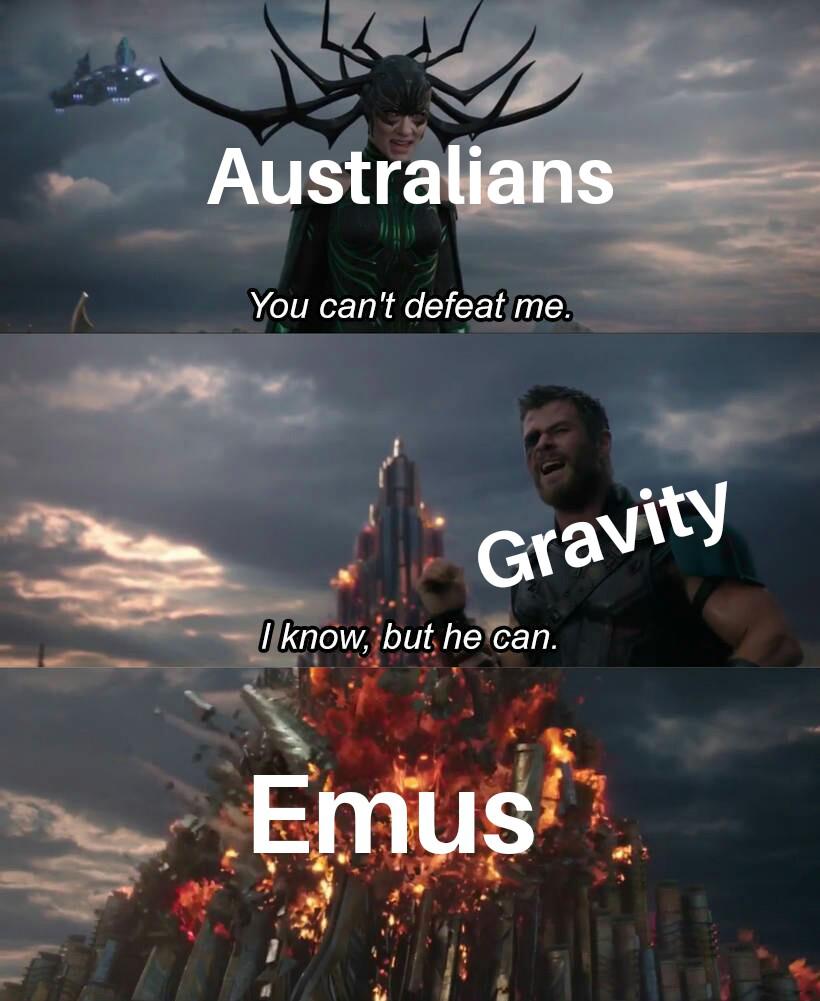 Australians
You can't defeat me.
Gravity
I know, but he can.
Emus